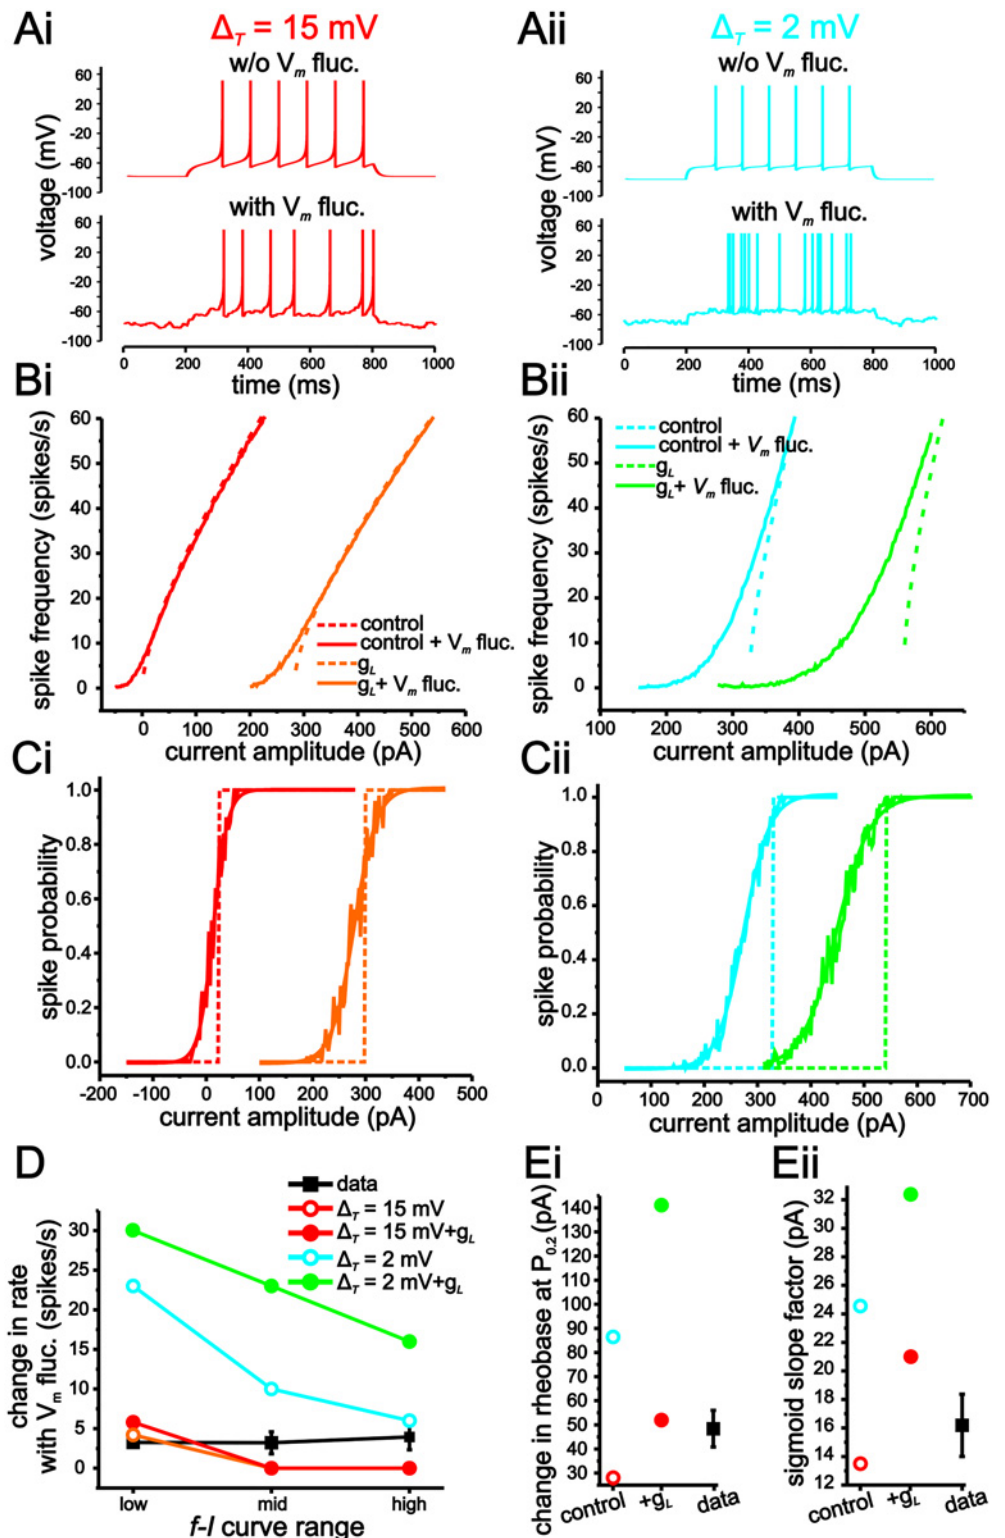 Ai
ΔT = 15 mV
w/o Vm fluc.
60
20
-20
-60
-100
voltage (mV)
with Vm fluc.
60
20
-20
-60
-100
0 200 400 600 800 1000
time (ms)
Aii
ΔT = 2 mV
w/o Vm fluc.
60
20
-20
-60
-100
voltage (mV)
with Vm fluc.
60
20
-20
-60
-100
0 200 400 600 800 1000
time (ms)
Bi
60
50
40
30
20
10
0
spike frequency (spikes/s)
control
control + Vm fluc.
gL
gL+ Vm fluc.
0 100 200 300 400 500 600
current amplitude (pA)
Bii
60
50
40
30
20
10
0
spike frequency (spikes/s)
control
control + Vm fluc.
gL
gL+ Vm fluc.
100 200 300 400 500 600
current amplitude (pA)
Ci
1.0
0.8
0.6
0.4
0.2
0.0
spike probability
-200 -100 0 100 200 300 400 500
current amplitude (pA)
Cii
1.0
0.8
0.6
0.4
0.2
0.0
spike probability
0 100 200 300 400 500 600 700
current amplitude (pA)
D
data
ΔT = 15 mV
ΔT = 15 mV+gL
ΔT = 2 mV
ΔT = 2 mV+gL
30
25
20
15
10
5
0
change in rate
with Vm fluc. (spikes/s)
low mid high
f-I curve range
Ei
140
130
120
110
100
90
80
70
60
50
40
30
change in rheobase at P0.2 (pA)
control +gL data
Eii
32
30
28
26
24
22
20
18
16
14
12
sigmoid slope factor (pA)
control +gL data